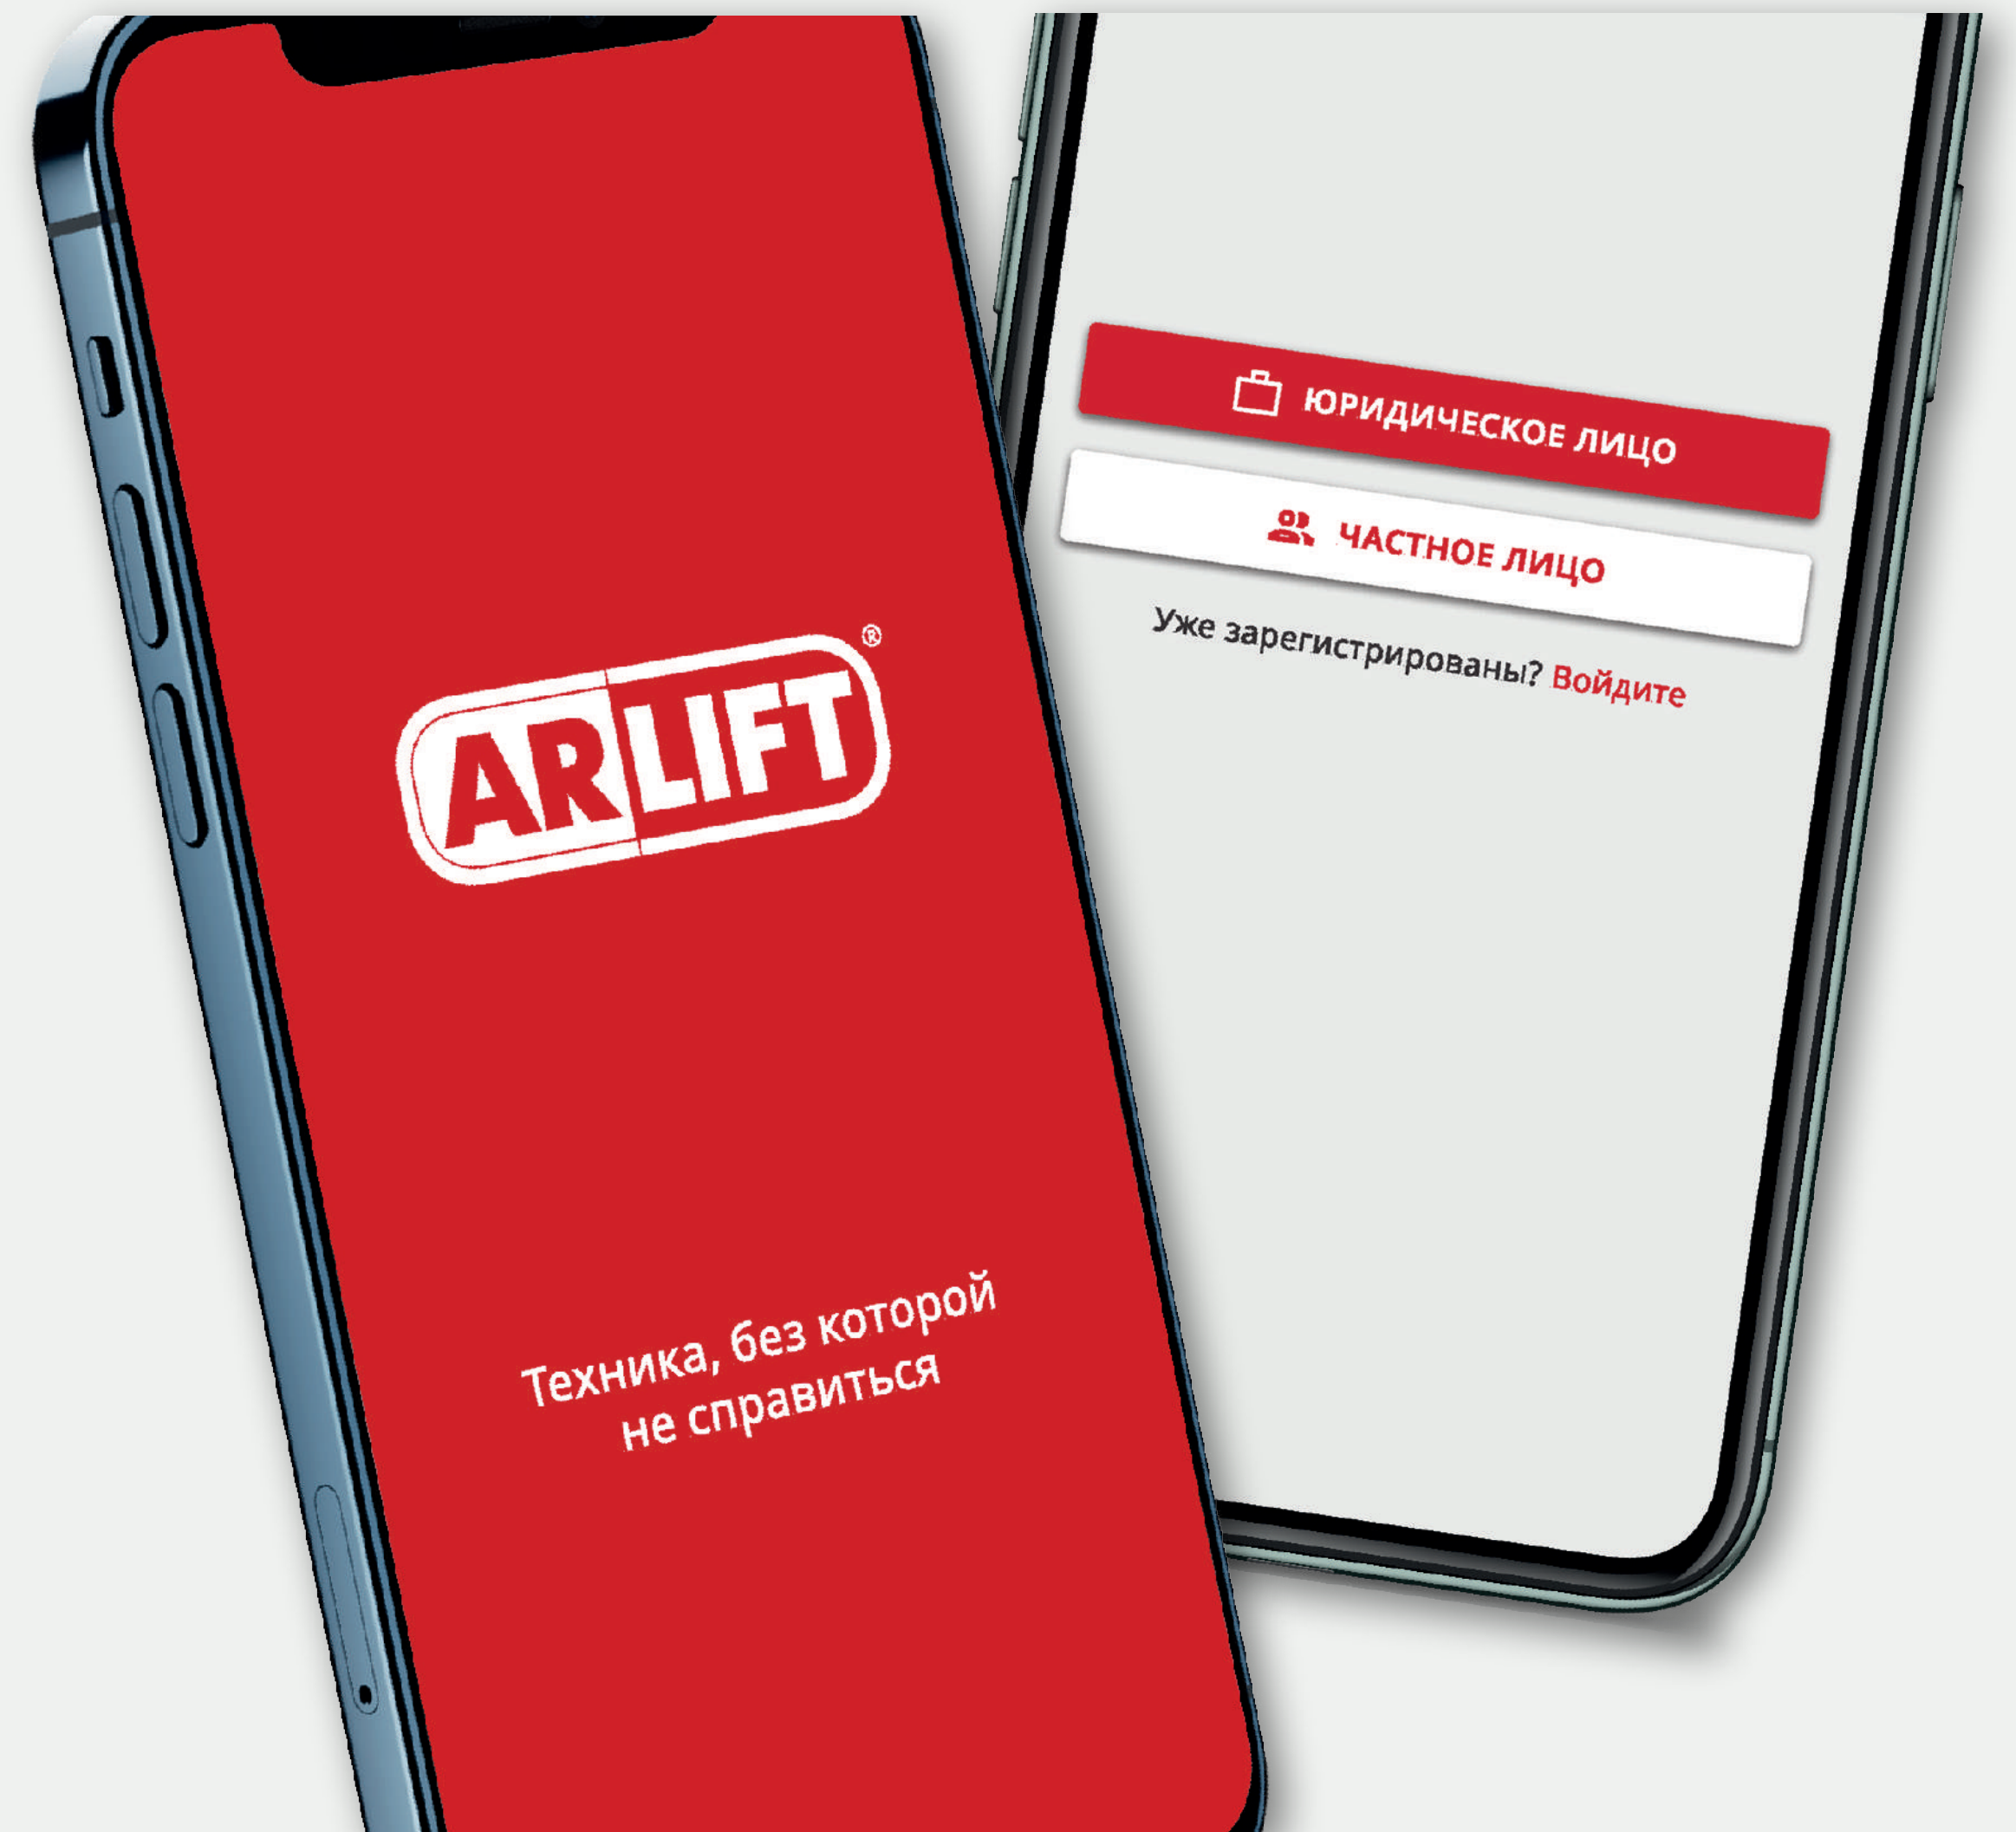 ARLIFT®
Техника, без которой
не справиться
ЮРИДИЧЕСКОЕ ЛИЦО
ЧАСТНОЕ ЛИЦО
Уже зарегистрированы? Войдите